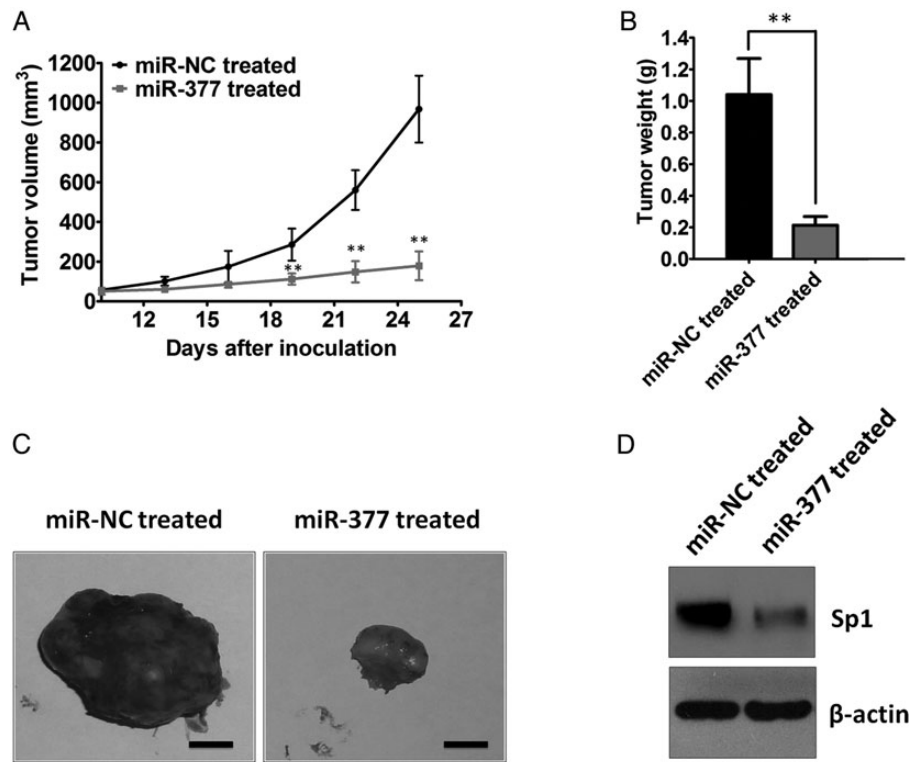 A
Tumor volume (mm³)
1200
1000
800
600
400
200
0
miR-NC treated
miR-377 treated
**
**
**
12
15
18
21
24
27
Days after inoculation
B
Tumor weight (g)
1.4
1.2
1.0
0.8
0.6
0.4
0.2
0.0
**
miR-NC treated
miR-377 treated
C
miR-NC treated
miR-377 treated
D
miR-NC treated
miR-377 treated
Sp1
β-actin